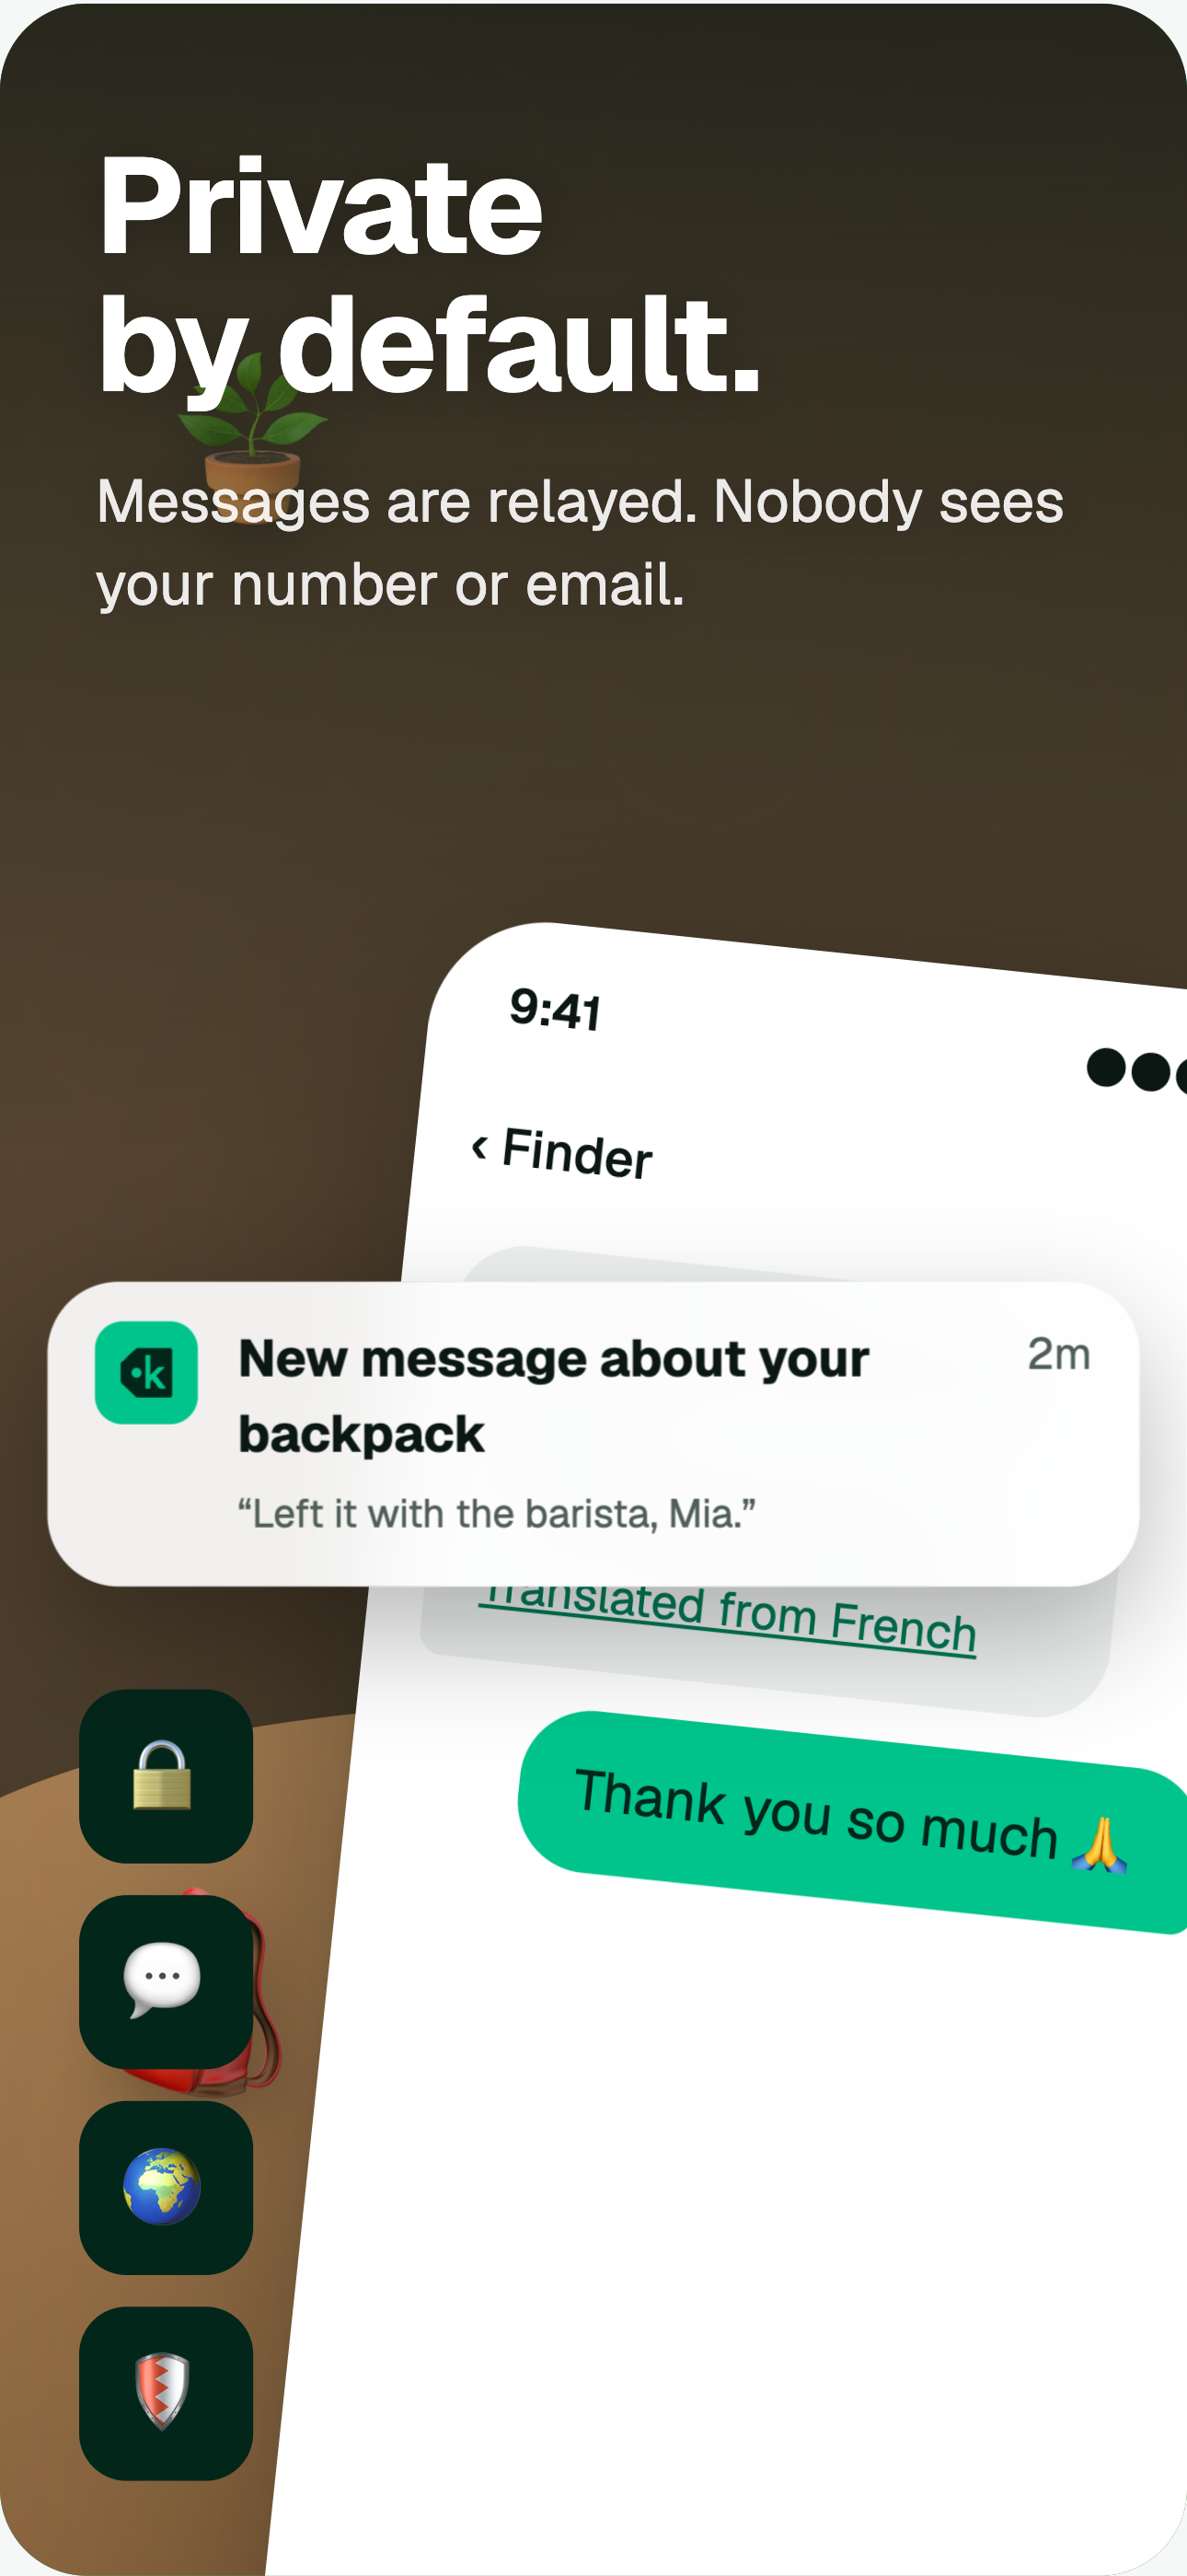 Private
by default.
Messages are relayed. Nobody sees
your number or email.
9:41
‹ Finder
k
New message about your
2m
backpack
“Left it with the barista, Mia.”
Translated from French
Thank you so much 🙏